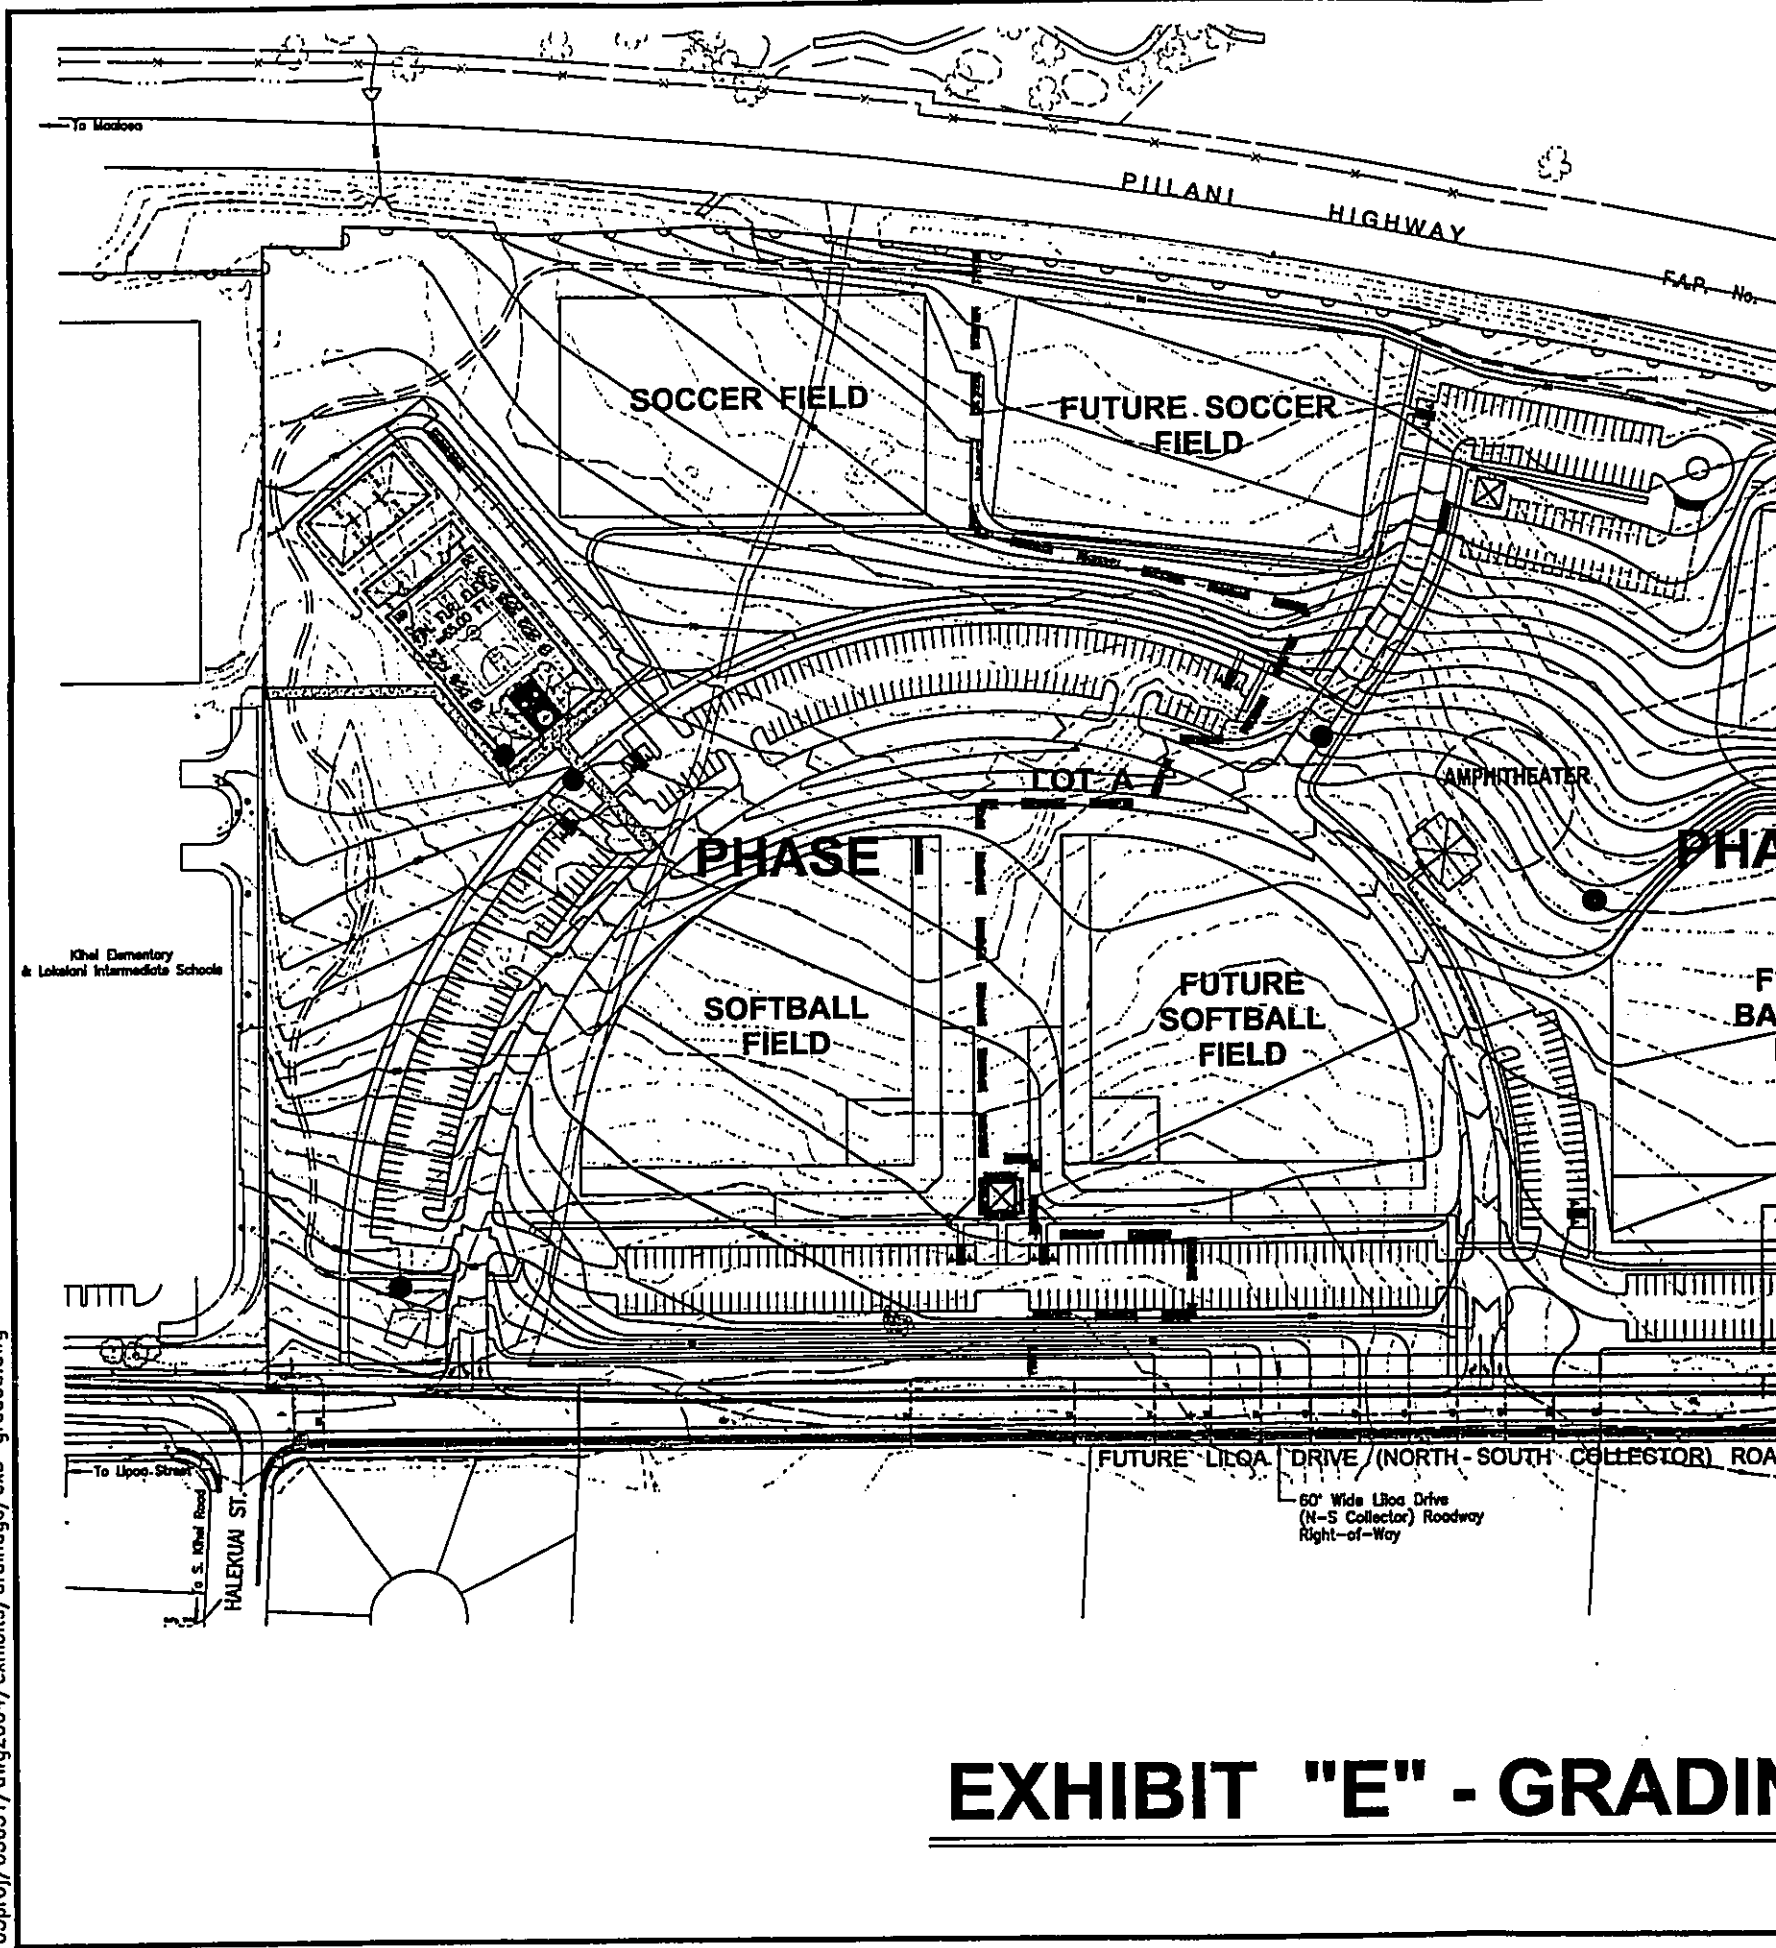 To Maalaea
PIILANI HIGHWAY
F.A.P. No.
SOCCER FIELD
FUTURE SOCCER
FIELD
LOT A
AMPHITHEATER
PHASE I
PHA
Kihei Elementary
& Lokelani Intermediate Schools
SOFTBALL
FIELD
FUTURE
SOFTBALL
FIELD
F
BA
FUTURE LILOA DRIVE (NORTH-SOUTH COLLECTOR) ROA
To Lipoa Street
60' Wide Liloa Drive
(N-S Collector) Roadway
Right-of-Way
To S. Kihei Road
HALEKUAI ST.
EXHIBIT "E" - GRADIN